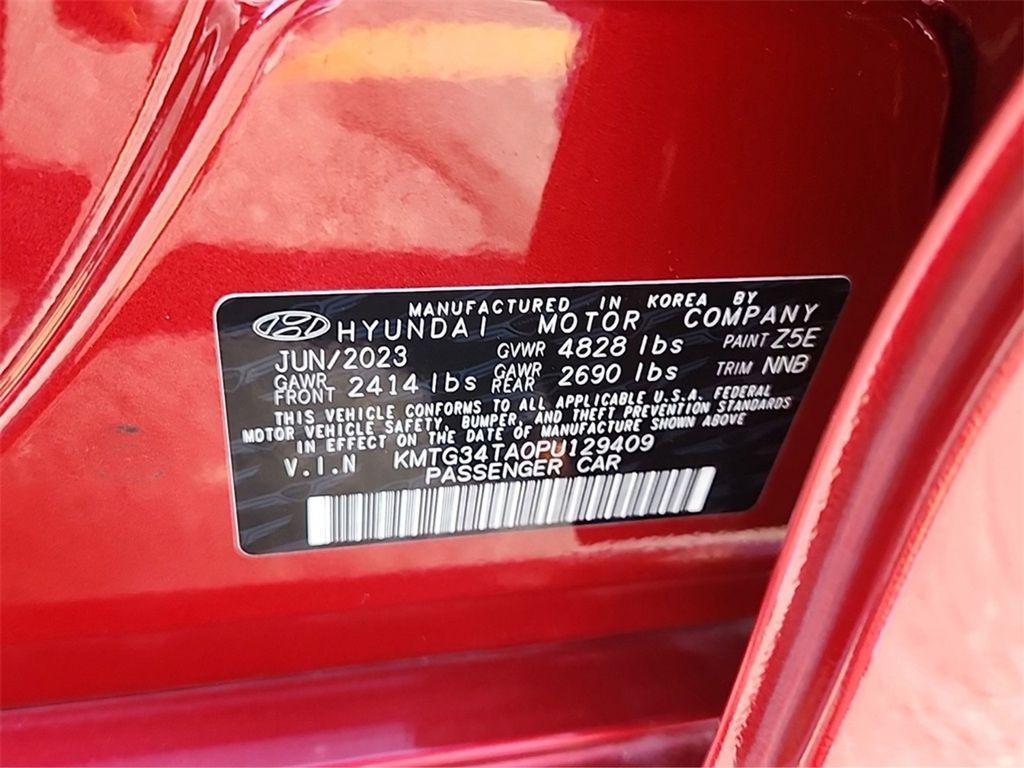 MANUFACTURED IN KOREA BY
HYUNDAI MOTOR COMPANY
JUN/2023 GVWR 4828 lbs PAINT Z5E
GAWR FRONT 2414 lbs GAWR REAR 2690 lbs TRIM NNB
THIS VEHICLE CONFORMS TO ALL APPLICABLE U.S.A. FEDERAL
MOTOR VEHICLE SAFETY, BUMPER, AND THEFT PREVENTION STANDARDS
IN EFFECT ON THE DATE OF MANUFACTURE SHOWN ABOVE
V.I.N KMTG34TA0PU129409
PASSENGER CAR